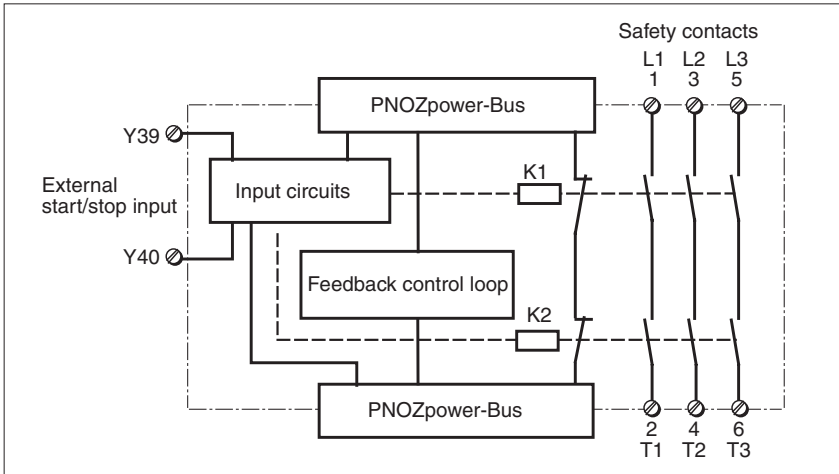 Safety contacts
L1 L2 L3
1 3 5
PNOZpower-Bus
Y39
K1
Input circuits
External
start/stop input
Y40
Feedback control loop
K2
PNOZpower-Bus
2 4 6
T1 T2 T3